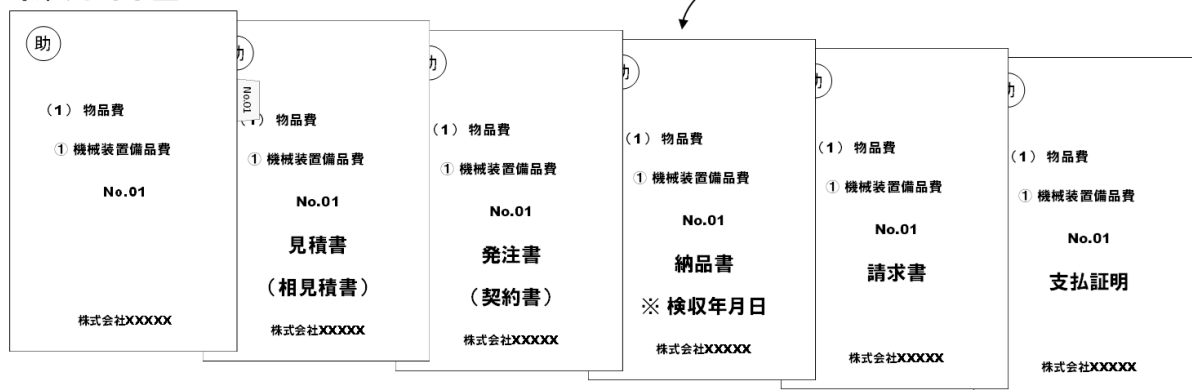 助
（1） 物品費
① 機械装置備品費
No.01
株式会社XXXXX
No.01
物品費
① 機械装置備品費
No.01
見積書
（相見積書）
株式会社XXXXX
（1） 物品費
① 機械装置備品費
No.01
発注書
（契約書）
株式会社XXXXX
（1） 物品費
① 機械装置備品費
No.01
納品書
※ 検収年月日
株式会社XXXXX
（1） 物品費
① 機械装置備品費
No.01
請求書
株式会社XXXXX
（1） 物品費
① 機械装置備品費
No.01
支払証明
株式会社XXXXX